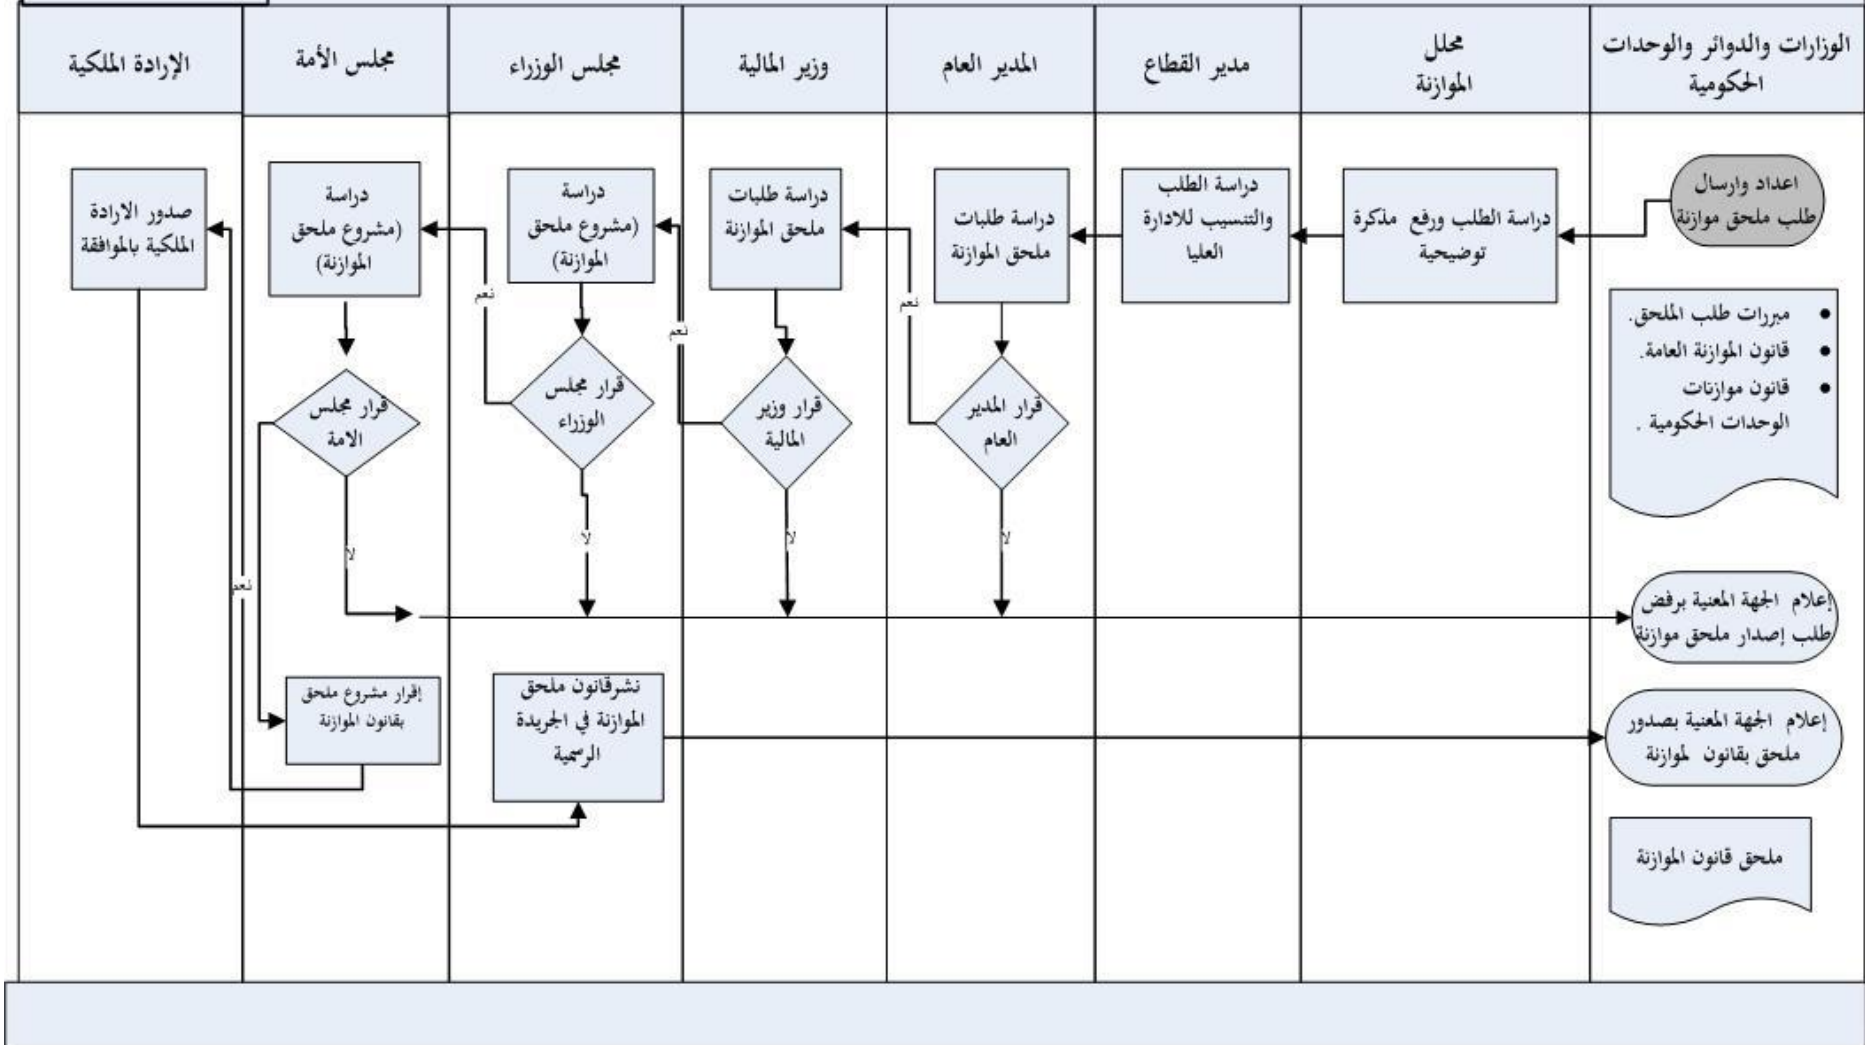 الوزارات والدوائر والوحدات
الحكومية
محلل
الموازنة
مدير القطاع
المدير العام
وزير المالية
مجلس الوزراء
مجلس الأمة
الإرادة الملكية
اعداد وارسال
طلب ملحق موازنة
دراسة الطلب ورفع مذكرة
توضيحية
دراسة الطلب
والتنسيب للادارة
العليا
دراسة طلبات
ملحق الموازنة
دراسة طلبات
ملحق الموازنة
دراسة
(مشروع ملحق
الموازنة)
دراسة
(مشروع ملحق
الموازنة)
صدور الارادة
الملكية بالموافقة
• مبررات طلب الملحق.
• قانون الموازنة العامة.
• قانون موازنات
الوحدات الحكومية .
نعم
نعم
نعم
قرار المدير
العام
قرار وزير
المالية
قرار مجلس
الوزراء
قرار مجلس
الامة
لا
لا
لا
لا
نعم
إعلام الجهة المعنية برفض
طلب إصدار ملحق موازنة
إعلام الجهة المعنية بصدور
ملحق بقانون لموازنة
نشرقانون ملحق
الموازنة في الجريدة
الرسمية
إقرار مشروع ملحق
بقانون الموازنة
ملحق قانون الموازنة